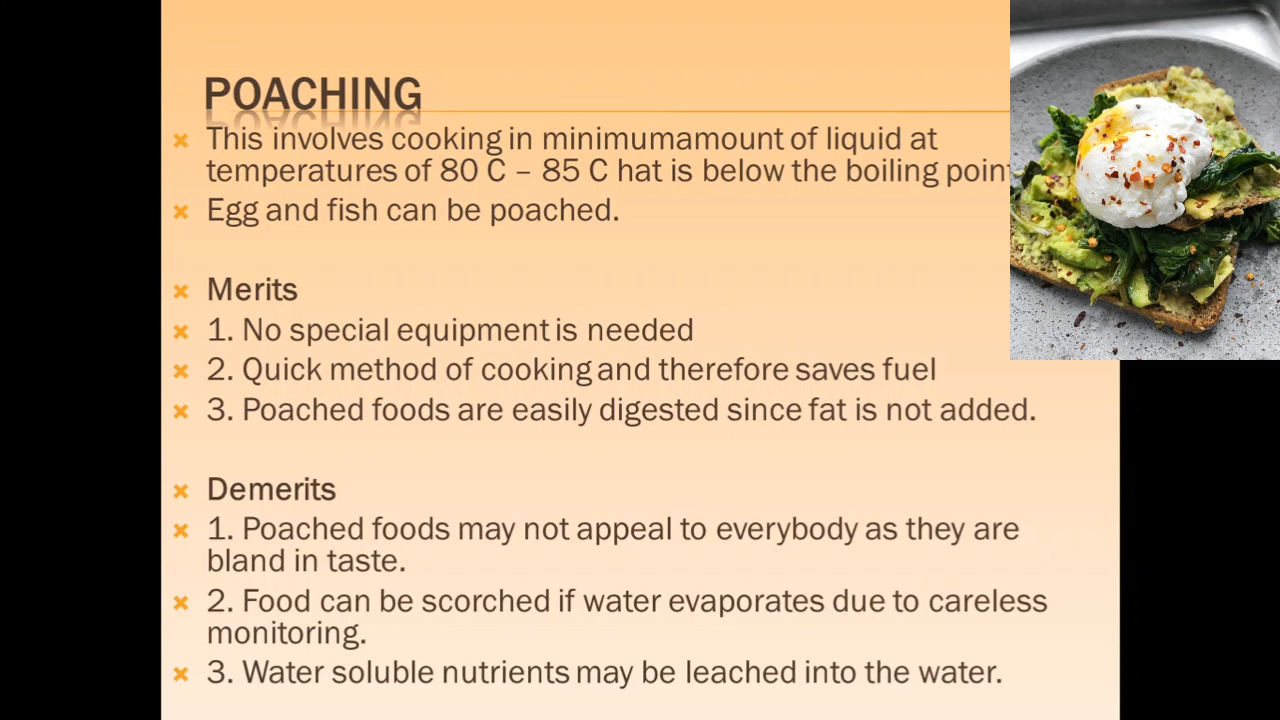 POACHING
This involves cooking in minimumamount of liquid at
temperatures of 80 C – 85 C hat is below the boiling point
Egg and fish can be poached.
Merits
1. No special equipment is needed
2. Quick method of cooking and therefore saves fuel
3. Poached foods are easily digested since fat is not added.
Demerits
1. Poached foods may not appeal to everybody as they are
bland in taste.
2. Food can be scorched if water evaporates due to careless
monitoring.
3. Water soluble nutrients may be leached into the water.